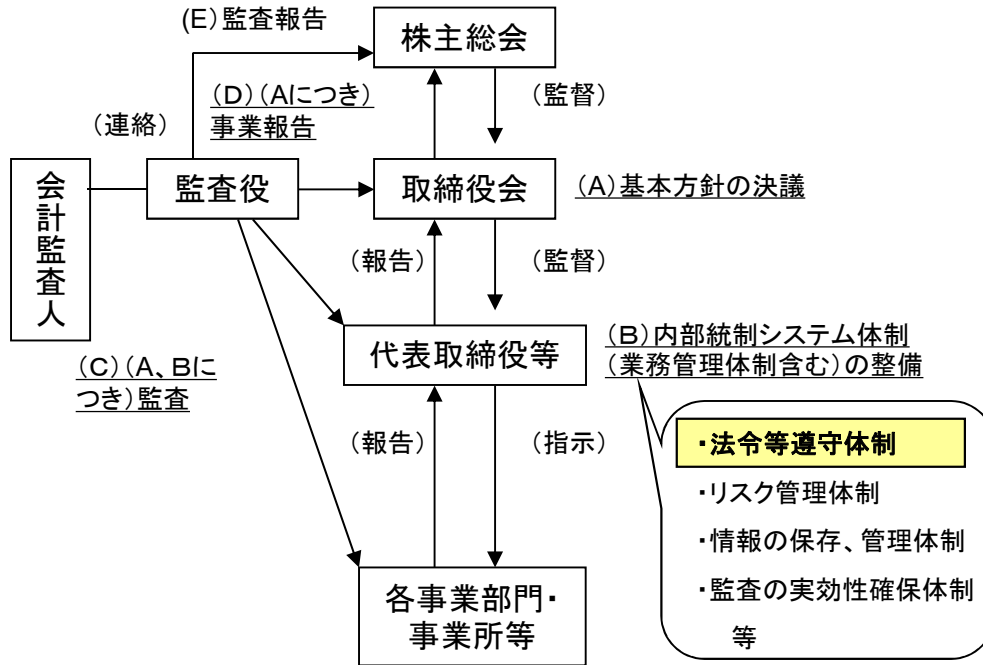 (E)監査報告
株主総会
(D)(Aにつき)
事業報告
(監督)
(連絡)
会計監査人
監査役
取締役会
(A)基本方針の決議
(報告)
(監督)
代表取締役等
(B)内部統制システム体制
(業務管理体制含む)の整備
(C)(A、Bに
つき)監査
(報告)
(指示)
・法令等遵守体制
・リスク管理体制
・情報の保存、管理体制
・監査の実効性確保体制
等
各事業部門・
事業所等